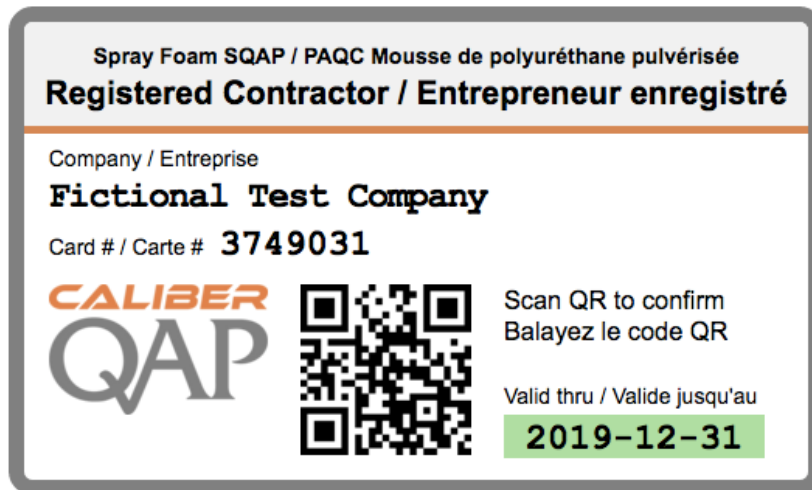 Spray Foam SQAP / PAQC Mousse de polyuréthane pulvérisée
Registered Contractor / Entrepreneur enregistré
Company / Entreprise
Fictional Test Company
Card # / Carte # 3749031
CALIBER
QAP
Scan QR to confirm
Balayez le code QR
Valid thru / Valide jusqu'au
2019-12-31